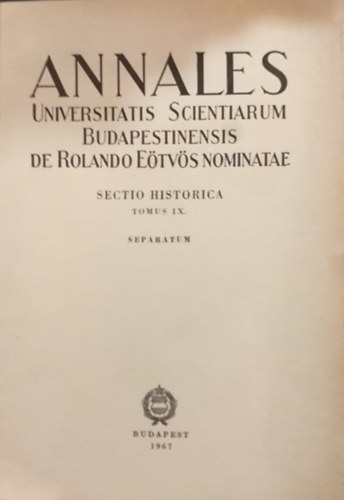 ANNALES
UNIVERSITATIS SCIENTIARUM
BUDAPESTINENSIS
DE ROLANDO EÖTVÖS NOMINATAE
SECTIO HISTORICA
TOMUS IX.
SEPARATUM
BUDAPEST
1967